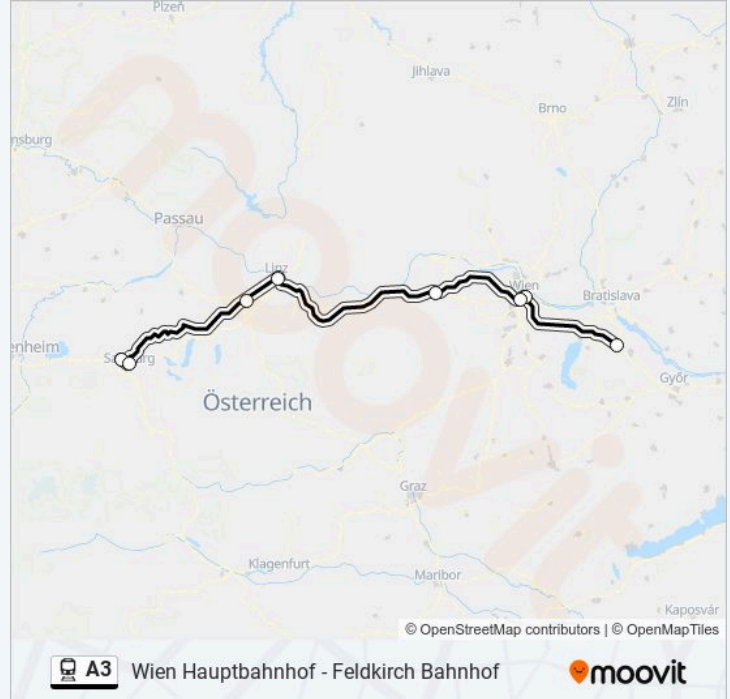 Plzeň
Jihlava
Zlín
Brno
nsburg
Passau
Linz
Wien
Bratislava
enheim
Győr
Österreich
Graz
Klagenfurt
Maribor
Kaposvár
moovit
© OpenStreetMap contributors | © OpenMapTiles
A3 Wien Hauptbahnhof - Feldkirch Bahnhof moovit